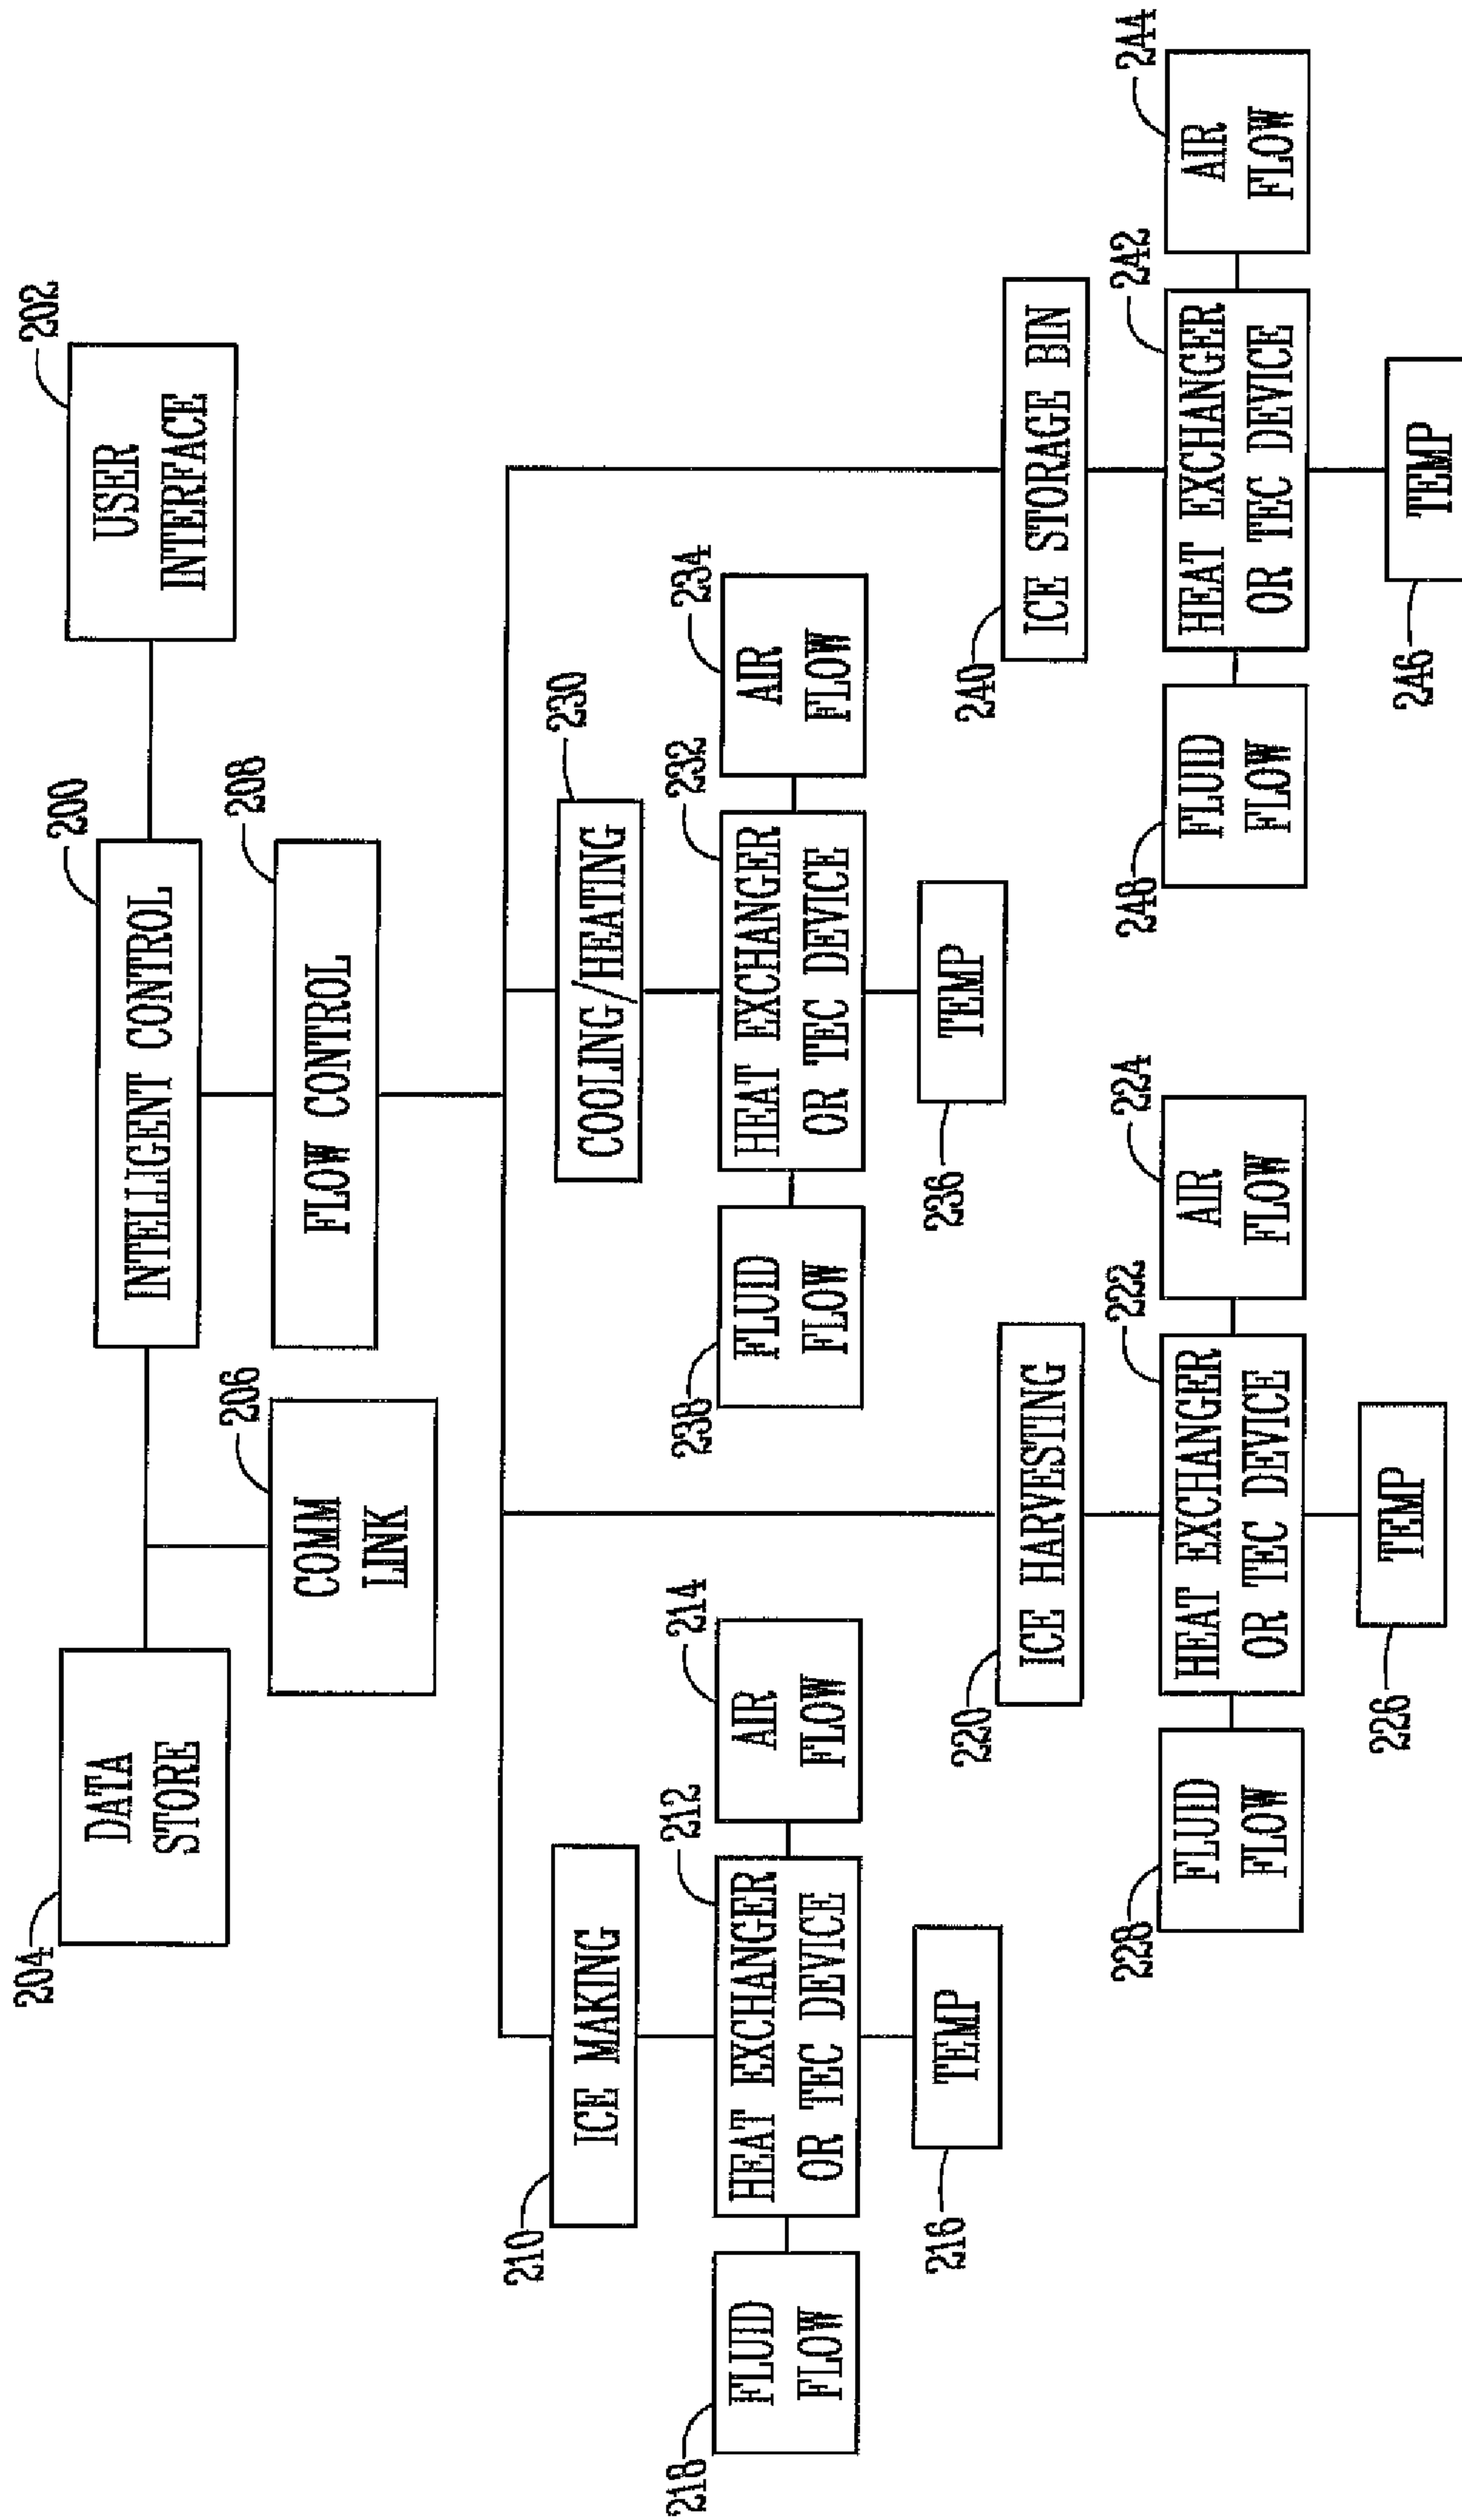 204
DATA
STORE
200
INTELLIGENT CONTROL
202
USER
INTERFACE
206
COMM
LINK
208
FLOW CONTROL
210
ICE MAKING
212
218
FLUID
FLOW
HEAT EXCHANGER
OR TEC DEVICE
214
AIR
FLOW
216
TEMP
230
COOLING/HEATING
232
238
FLUID
FLOW
HEAT EXCHANGER
OR TEC DEVICE
234
AIR
FLOW
236
TEMP
220
ICE HARVESTING
222
228
FLUID
FLOW
HEAT EXCHANGER
OR TEC DEVICE
224
AIR
FLOW
226
TEMP
240
ICE STORAGE BIN
242
248
FLUID
FLOW
HEAT EXCHANGER
OR TEC DEVICE
244
AIR
FLOW
246
TEMP